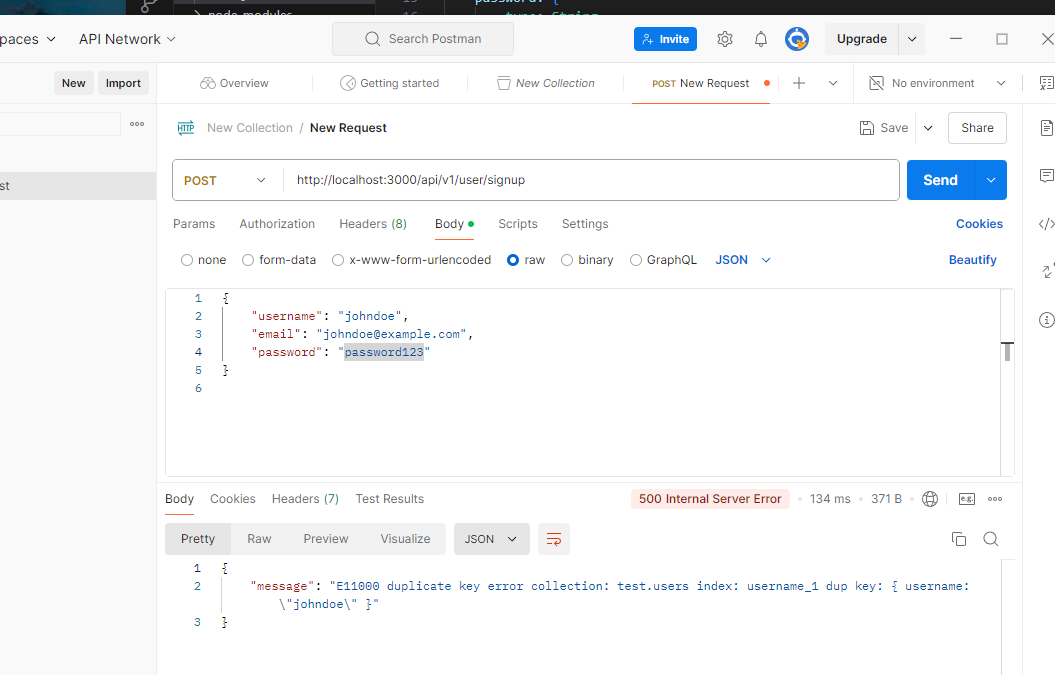 password: {
node_modules
paces
API Network
Search Postman
Invite
Upgrade
New
Import
Overview
Getting started
New Collection
POST New Request
No environment
HTTP
New Collection / New Request
Save
Share
POST
http://localhost:3000/api/v1/user/signup
Send
Params
Authorization
Headers (8)
Body
Scripts
Settings
Cookies
st
none
form-data
x-www-form-urlencoded
raw
binary
GraphQL
JSON
Beautify
1 {
2 "username": "johndoe",
3 "email": "johndoe@example.com",
4 "password": "password123"
5 }
6
Body
Cookies
Headers (7)
Test Results
500 Internal Server Error
134 ms
371 B
e.g.
Pretty
Raw
Preview
Visualize
JSON
1 {
2 "message": "E11000 duplicate key error collection: test.users index: username_1 dup key: { username:
\"johndoe\" }"
3 }